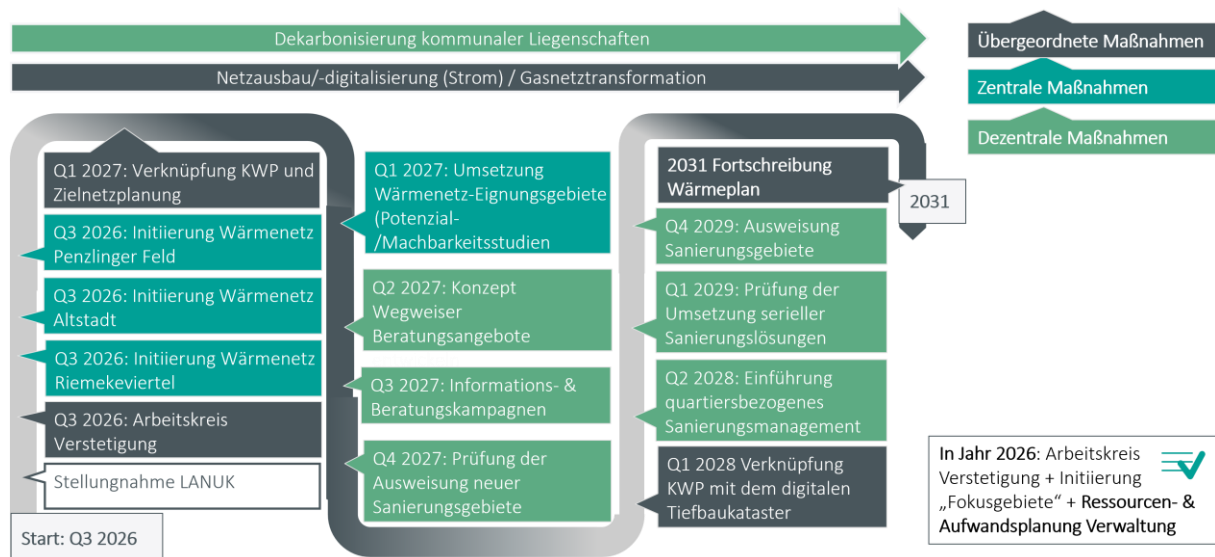 Dekarbonisierung kommunaler Liegenschaften
Netzausbau/-digitalisierung (Strom) / Gasnetztransformation
Übergeordnete Maßnahmen
Zentrale Maßnahmen
Dezentrale Maßnahmen
Q1 2027: Verknüpfung KWP und
Zielnetzplanung
Q3 2026: Initiierung Wärmenetz
Penzlinger Feld
Q3 2026: Initiierung Wärmenetz
Altstadt
Q3 2026: Initiierung Wärmenetz
Riemekeviertel
Q3 2026: Arbeitskreis
Verstetigung
Stellungnahme LANUK
Start: Q3 2026
Q1 2027: Umsetzung
Wärmenetz-Eignungsgebiete
(Potenzial-
/Machbarkeitsstudien
Q2 2027: Konzept
Wegweiser
Beratungsangebote
Q3 2027: Informations- &
Beratungskampagnen
Q4 2027: Prüfung der
Ausweisung neuer
Sanierungsgebiete
2031 Fortschreibung
Wärmeplan
2031
Q4 2029: Ausweisung
Sanierungsgebiete
Q1 2029: Prüfung der
Umsetzung serieller
Sanierungslösungen
Q2 2028: Einführung
quartiersbezogenes
Sanierungsmanagement
Q1 2028 Verknüpfung
KWP mit dem digitalen
Tiefbaukataster
In Jahr 2026: Arbeitskreis
Verstetigung + Initiierung
„Fokusgebiete" + Ressourcen- &
Aufwandsplanung Verwaltung